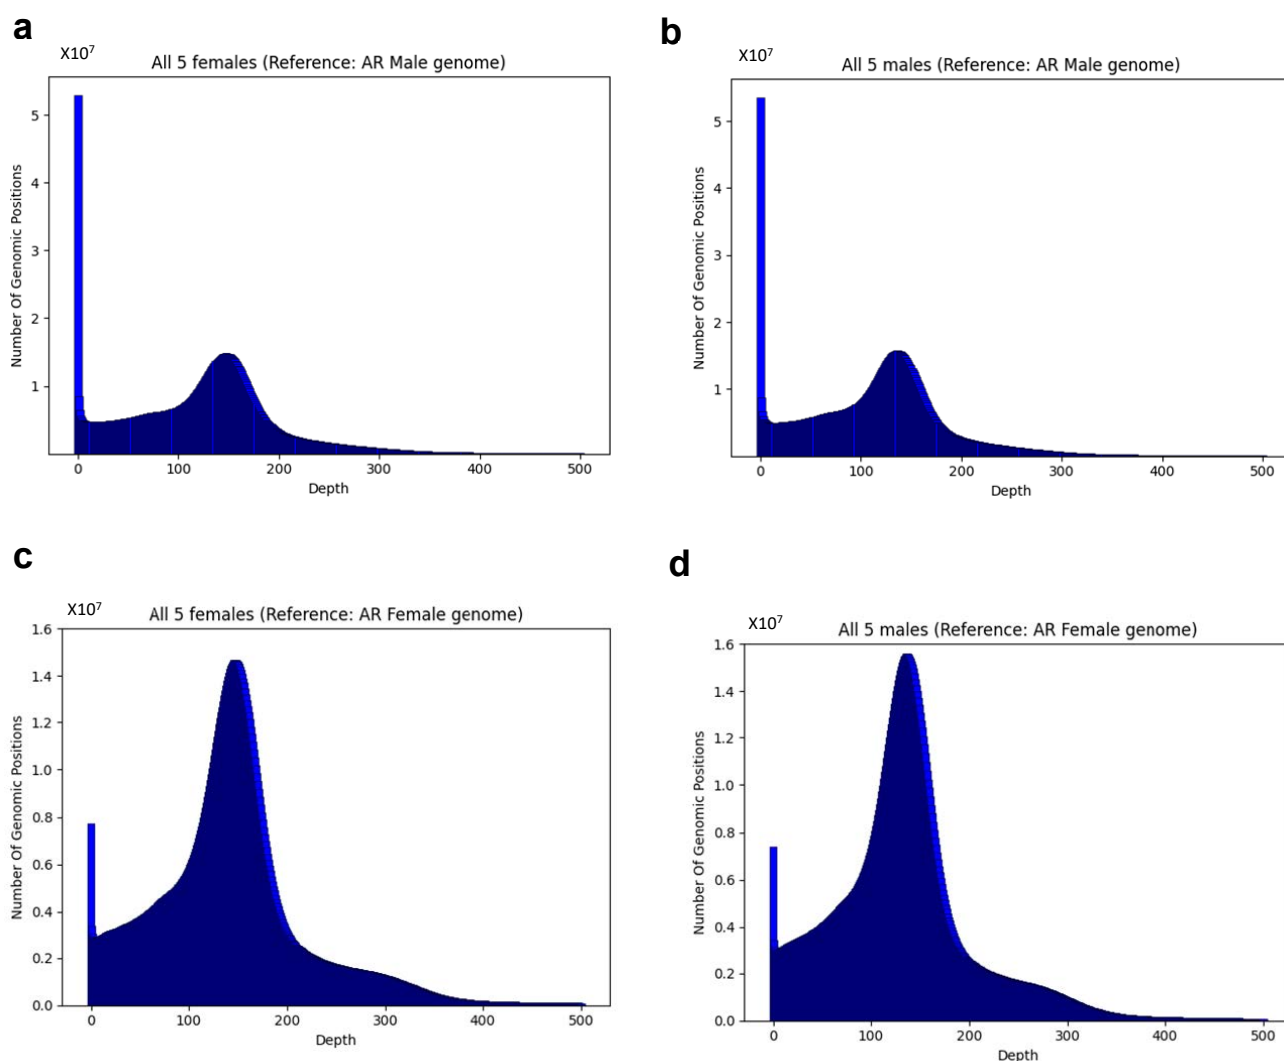 a
X10⁷
All 5 females (Reference: AR Male genome)
Number Of Genomic Positions
5
4
3
2
1
0 100 200 300 400 500
Depth
b
X10⁷
All 5 males (Reference: AR Male genome)
Number Of Genomic Positions
5
4
3
2
1
0 100 200 300 400 500
Depth
c
X10⁷
All 5 females (Reference: AR Female genome)
Number Of Genomic Positions
1.6
1.4
1.2
1.0
0.8
0.6
0.4
0.2
0.0
0 100 200 300 400 500
Depth
d
X10⁷
All 5 males (Reference: AR Female genome)
Number Of Genomic Positions
1.6
1.4
1.2
1.0
0.8
0.6
0.4
0.2
0.0
0 100 200 300 400 500
Depth